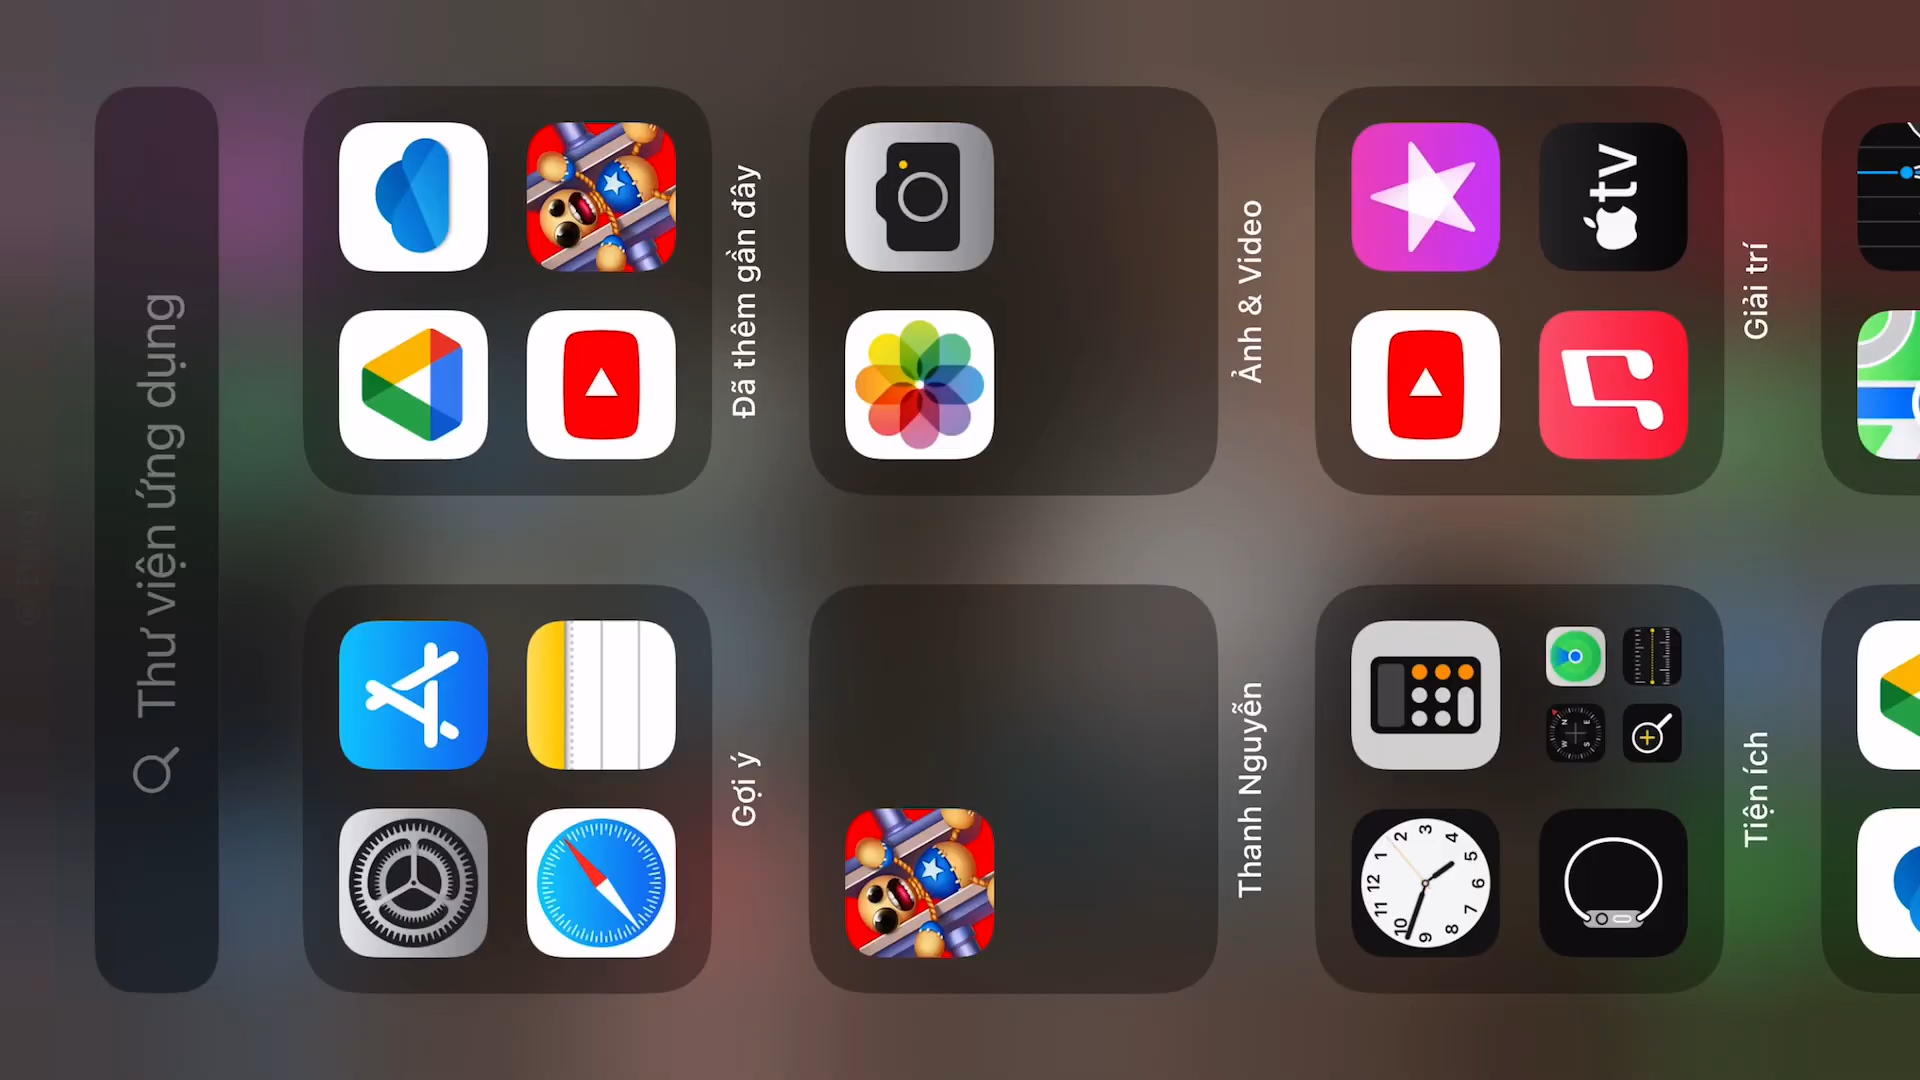 Thư viện ứng dụng
Gợi ý
Đã thêm gần đây
Thanh Nguyễn
Ảnh & Video
Tiện ích
Giải trí
tv
12
1
2
3
4
5
6
7
8
9
10
11